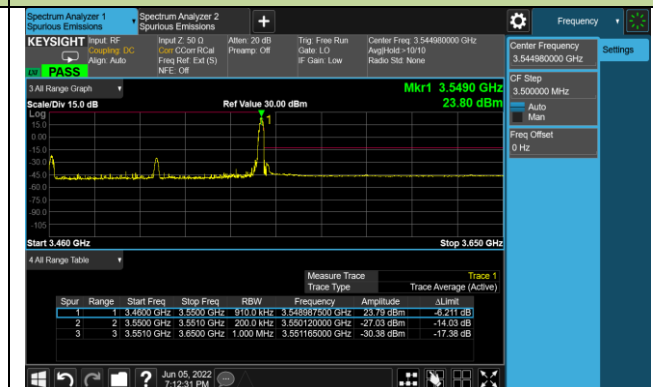 Spectrum Analyzer 1
Spurious Emissions
Spectrum Analyzer 2
Spurious Emissions
+
Frequency
KEYSIGHT
Input: RF
Coupling: DC
Align: Auto
Input Z: 50 Ω
Corr CCorr RCal
Freq Ref: Ext (S)
NFE: Off
Atten: 20 dB
Preamp: Off
Trig: Free Run
Gate: LO
IF Gain: Low
Center Freq: 3.544980000 GHz
Avg|Hold:>10/10
Radio Std: None
PASS
Center Frequency
3.544980000 GHz
Settings
CF Step
3.500000 MHz
Auto
Man
Freq Offset
0 Hz
3 All Range Graph
Mkr1 3.5490 GHz
Scale/Div 15.0 dB
Ref Value 30.00 dBm
23.80 dBm
Log
1
15.0
0.00
-15.0
-30.0
-45.0
-60.0
-75.0
-90.0
-105
Start 3.460 GHz
Stop 3.650 GHz
4 All Range Table
Measure Trace
Trace 1
Trace Type
Trace Average (Active)
Spur Range Start Freq Stop Freq RBW Frequency Amplitude ΔLimit
1 1 3.4600 GHz 3.5500 GHz 910.0 kHz 3.548987500 GHz 23.79 dBm -6.211 dB
2 2 3.5500 GHz 3.5510 GHz 200.0 kHz 3.550120000 GHz -27.03 dBm -14.03 dB
3 3 3.5510 GHz 3.6500 GHz 1.000 MHz 3.551165000 GHz -30.38 dBm -17.38 dB
?
Jun 05, 2022
7:12:31 PM